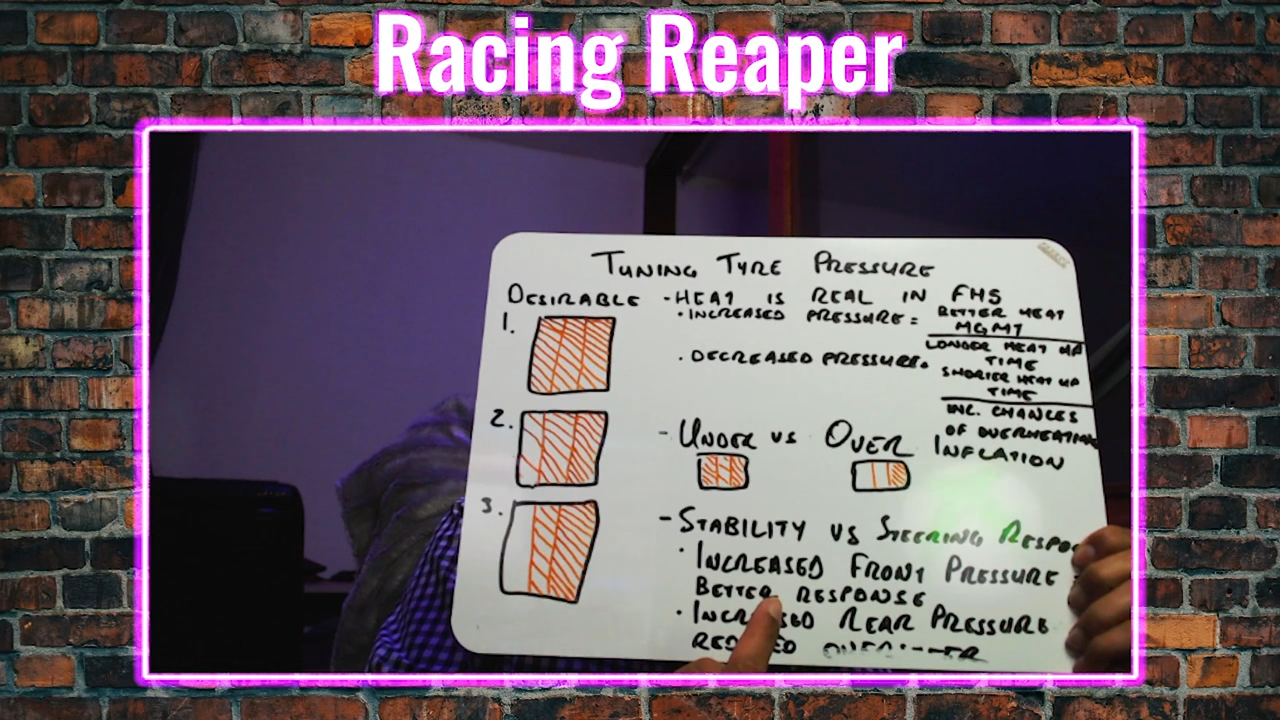 Racing Reaper
TUNING TYRE PRESSURE
DESIRABLE
1.
2.
3.
- HEAT IS REAL IN FH5
• INCREASED PRESSURE = BETTER HEAT
MGMT
LONGER HEAT UP
TIME
• DECREASED PRESSURE =
SHORTER HEAT UP
TIME
INC. CHANCES
OF OVERHEATING
- UNDER VS OVER INFLATION
- STABILITY VS STEERING
• INCREASED FRONT PRESSURE =
BETTER RESPONSE
• INCREASED REAR PRESSURE